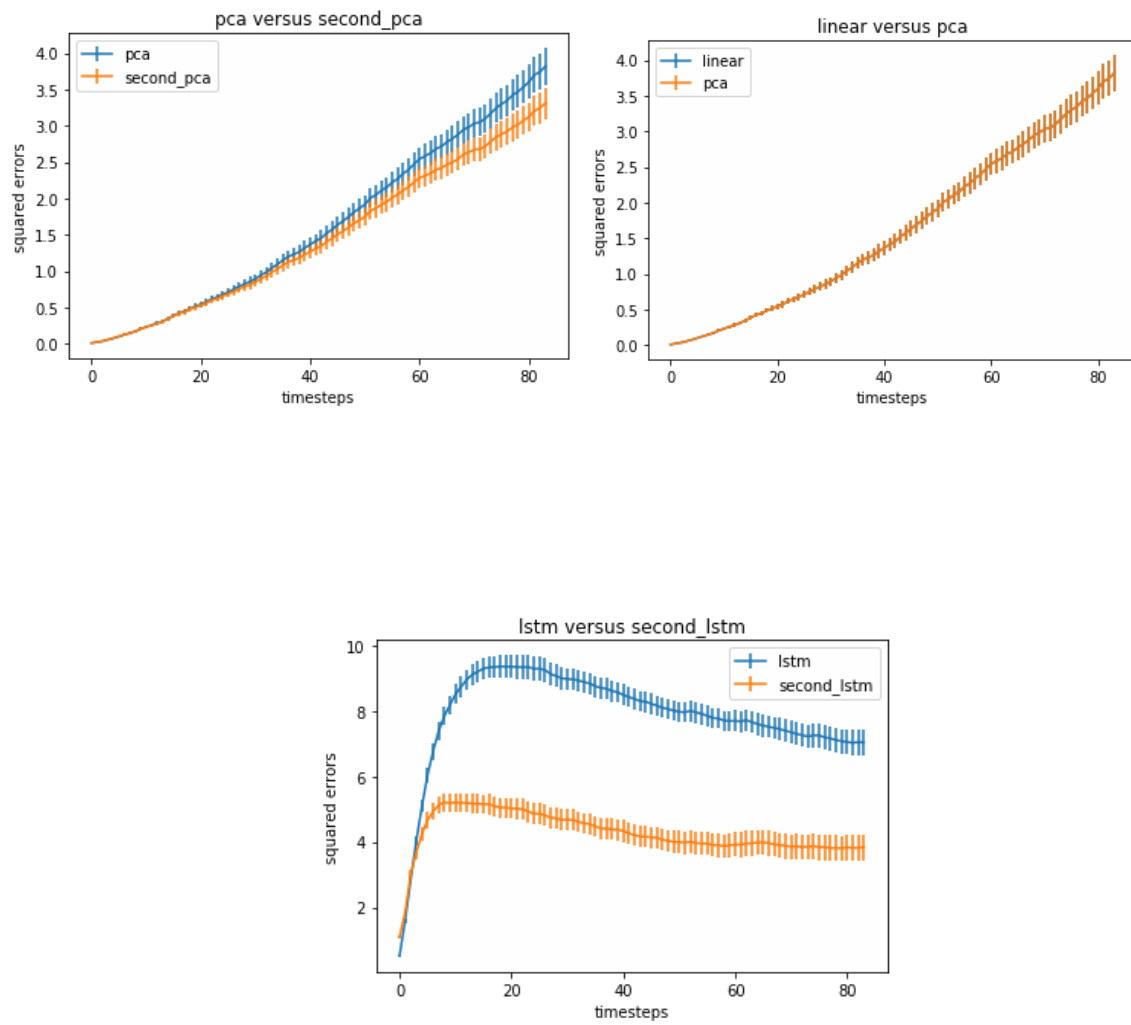 pca versus second_pca
pca
second_pca
squared errors
4.0
3.5
3.0
2.5
2.0
1.5
1.0
0.5
0.0
0 20 40 60 80
timesteps
linear versus pca
linear
pca
squared errors
4.0
3.5
3.0
2.5
2.0
1.5
1.0
0.5
0.0
0 20 40 60 80
timesteps
lstm versus second_lstm
lstm
second_lstm
squared errors
10
8
6
4
2
0 20 40 60 80
timesteps